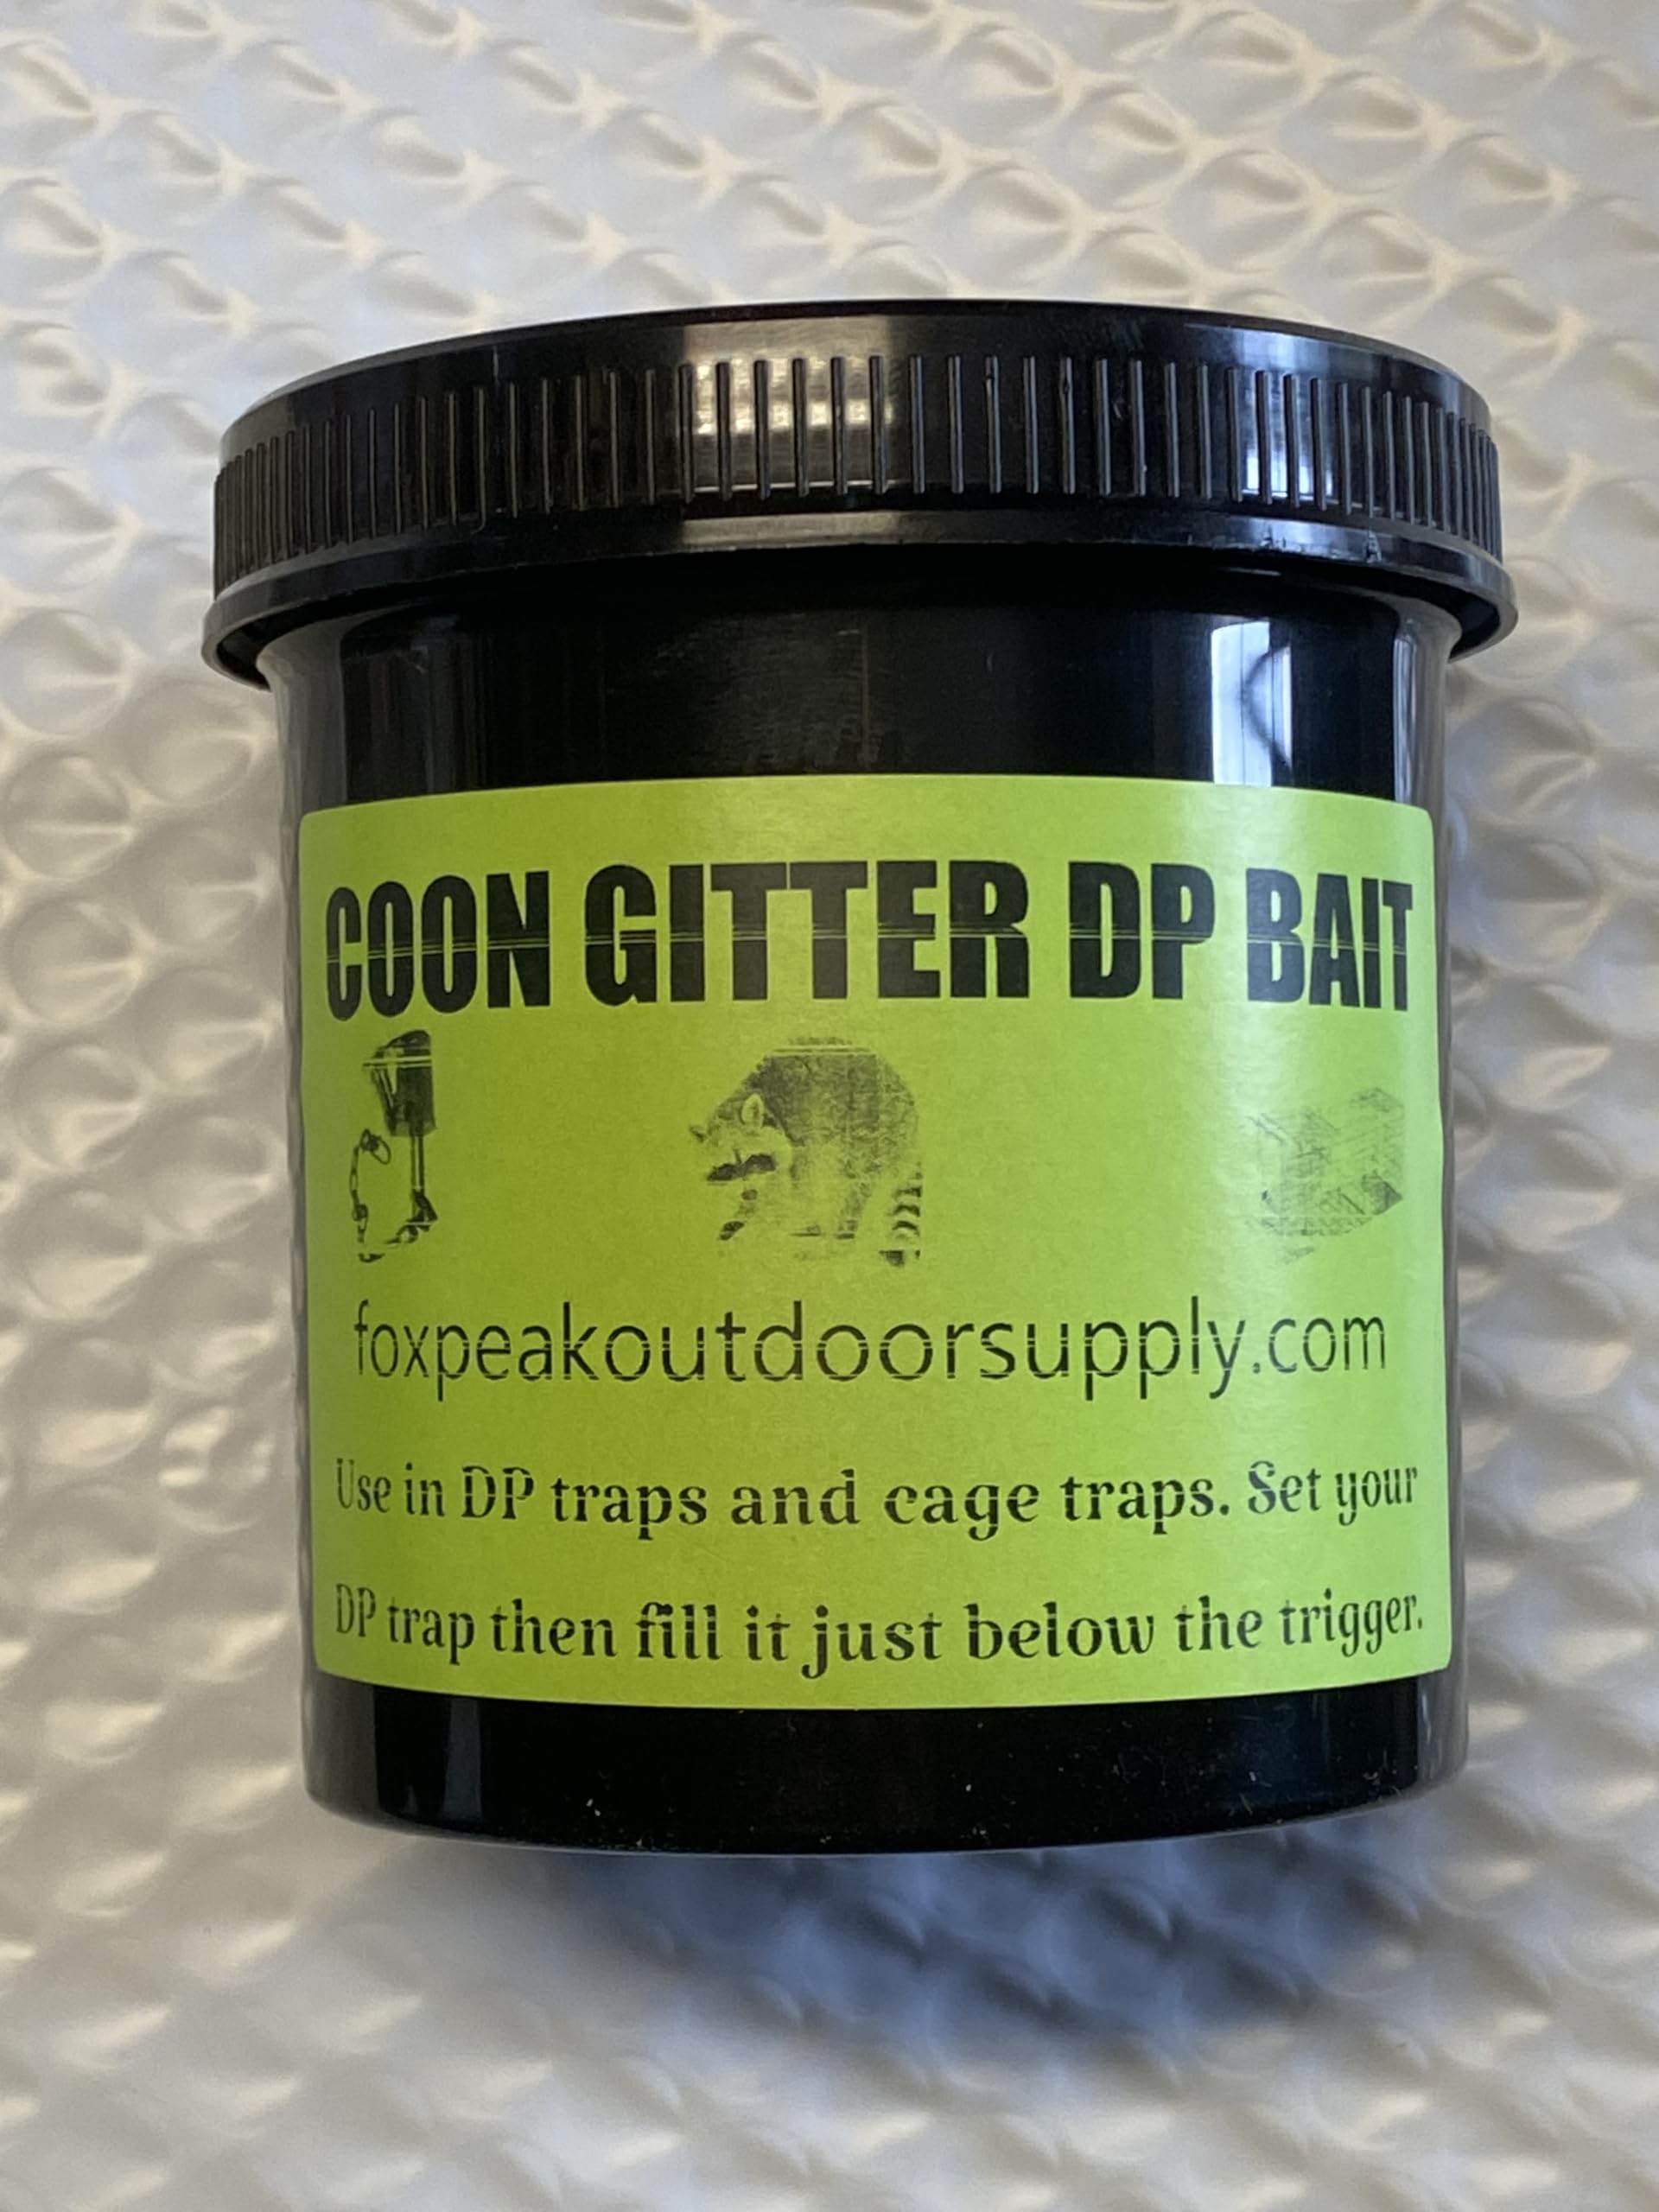 COON GITTER DP BAIT
foxpeakoutdoorsupply.com
Use in DP traps and cage traps. Set your
DP trap then fill it just below the trigger.